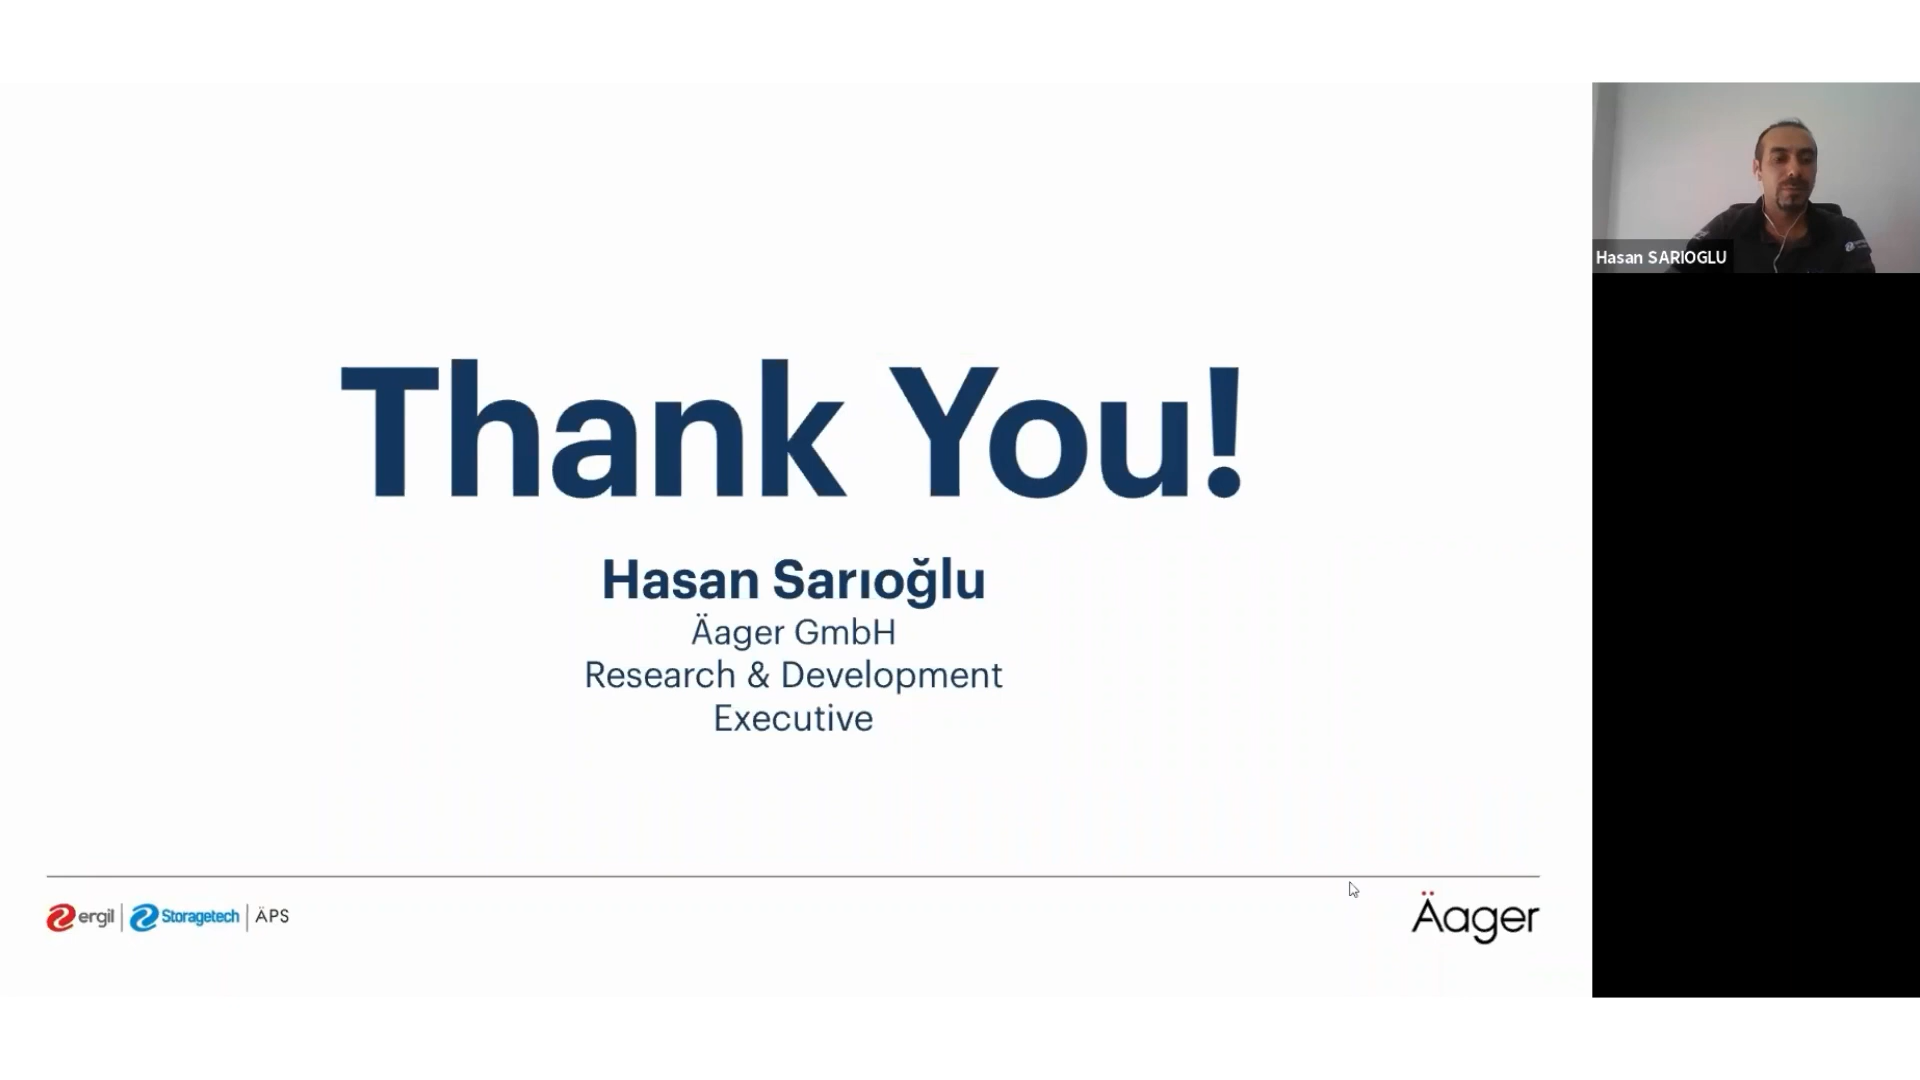 Thank You!
Hasan Sarıoğlu
Äager GmbH
Research & Development
Executive
ergil
Storagetech
ÄPS
Äager
Hasan SARIOGLU